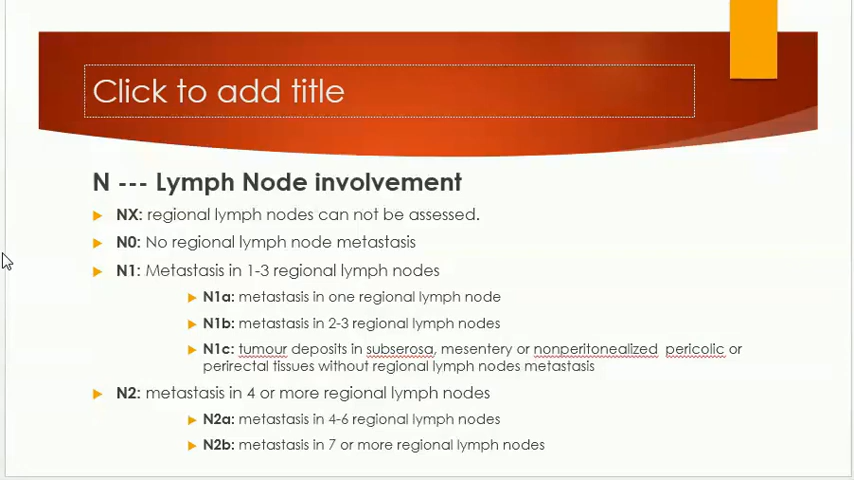 Click to add title
N --- Lymph Node involvement
NX: regional lymph nodes can not be assessed.
N0: No regional lymph node metastasis
N1: Metastasis in 1-3 regional lymph nodes
N1a: metastasis in one regional lymph node
N1b: metastasis in 2-3 regional lymph nodes
N1c: tumour deposits in subserosa, mesentery or nonperitonealized pericolic or
perirectal tissues without regional lymph nodes metastasis
N2: metastasis in 4 or more regional lymph nodes
N2a: metastasis in 4-6 regional lymph nodes
N2b: metastasis in 7 or more regional lymph nodes